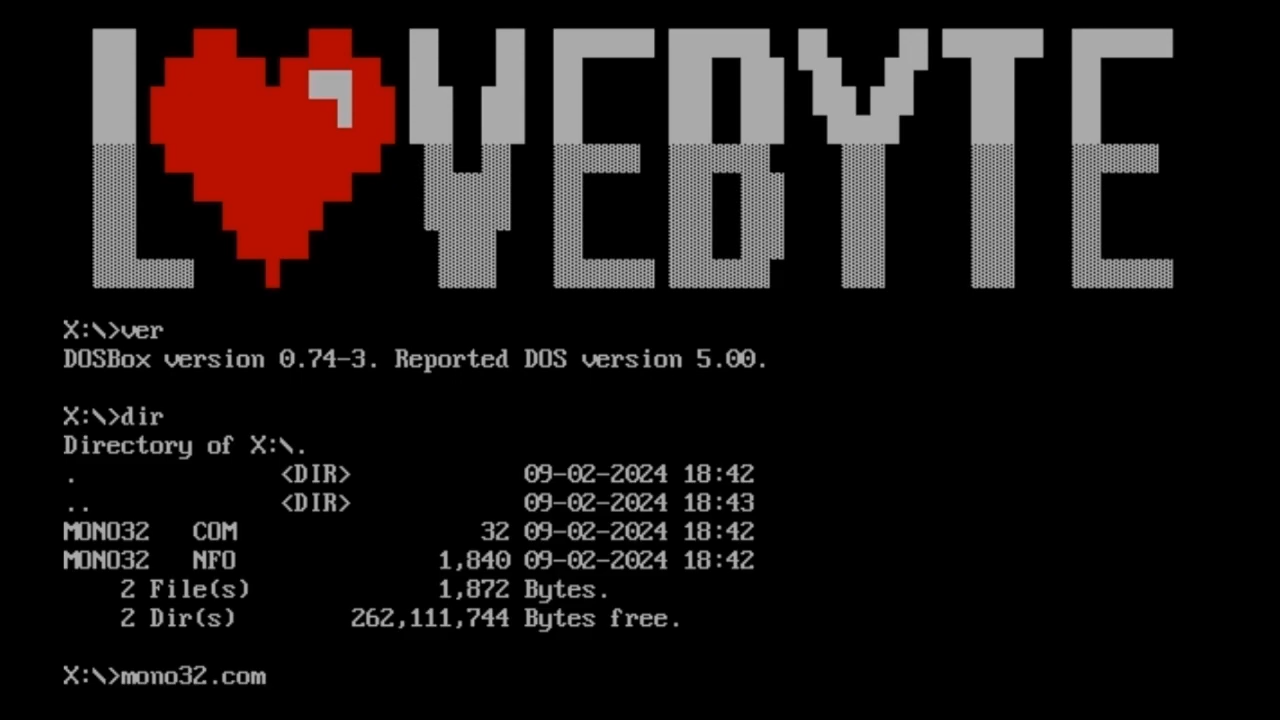 LOVEBYTE
X:\>ver
DOSBox version 0.74-3. Reported DOS version 5.00.
X:\>dir
Directory of X:\.
. <DIR> 09-02-2024 18:42
.. <DIR> 09-02-2024 18:43
MONO32 COM 32 09-02-2024 18:42
MONO32 NFO 1,840 09-02-2024 18:42
2 File(s) 1,872 Bytes.
2 Dir(s) 262,111,744 Bytes free.
X:\>mono32.com